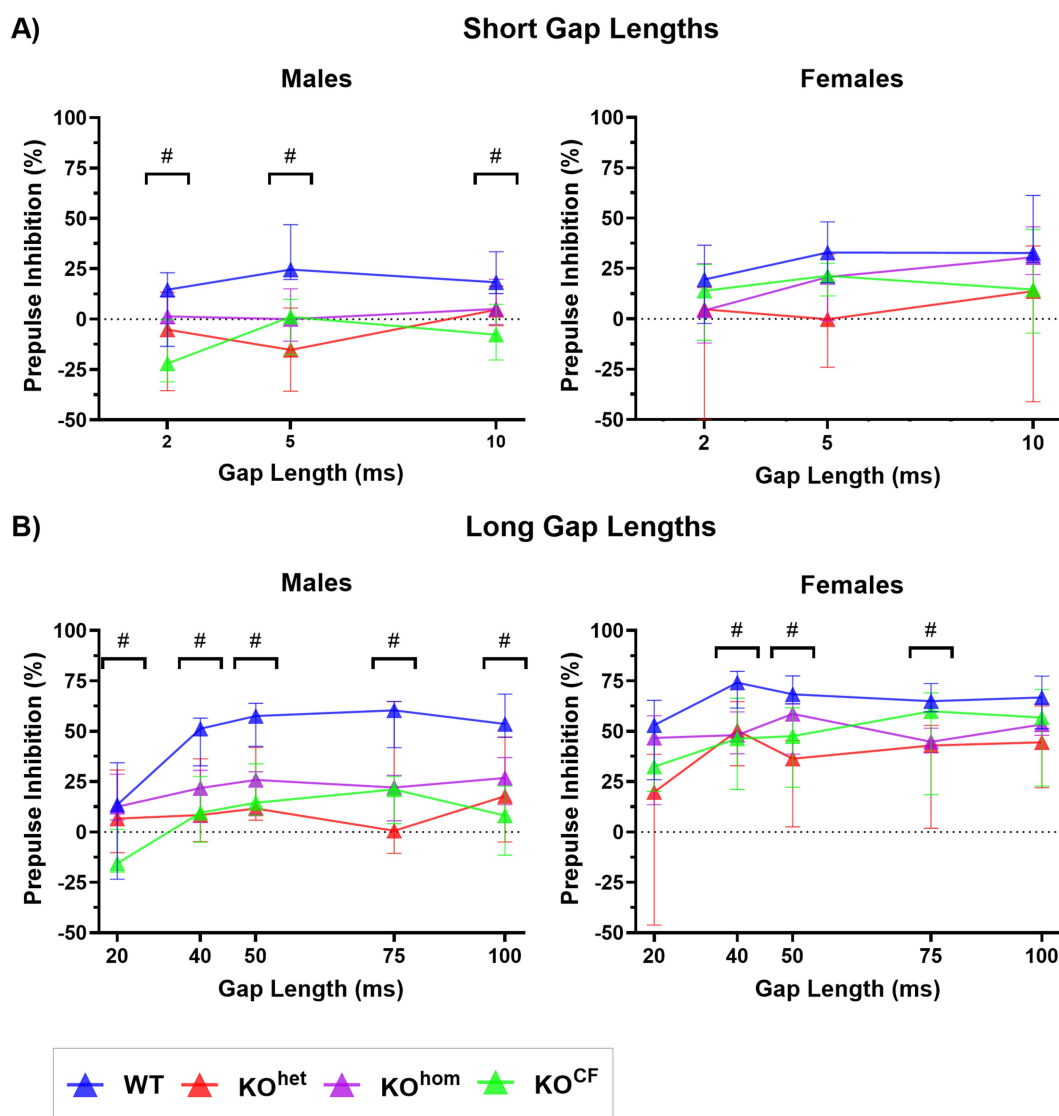 A) Short Gap Lengths
Males
Females
Prepulse Inhibition (%)
100
75
50
25
0
-25
-50
# # #
2 5 10
Gap Length (ms)
Prepulse Inhibition (%)
100
75
50
25
0
-25
-50
2 5 10
Gap Length (ms)
B) Long Gap Lengths
Males
Females
Prepulse Inhibition (%)
100
75
50
25
0
-25
-50
# # # # #
20 40 50 75 100
Gap Length (ms)
Prepulse Inhibition (%)
100
75
50
25
0
-25
-50
# # #
20 40 50 75 100
Gap Length (ms)
WT KOhet KOhom KOCF